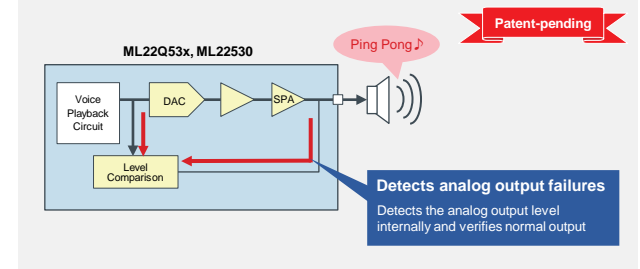 Patent-pending
ML22Q53x, ML22530
Ping Pong♪
Voice
Playback
Circuit
DAC
SPA
Level
Comparison
Detects analog output failures
Detects the analog output level
internally and verifies normal output